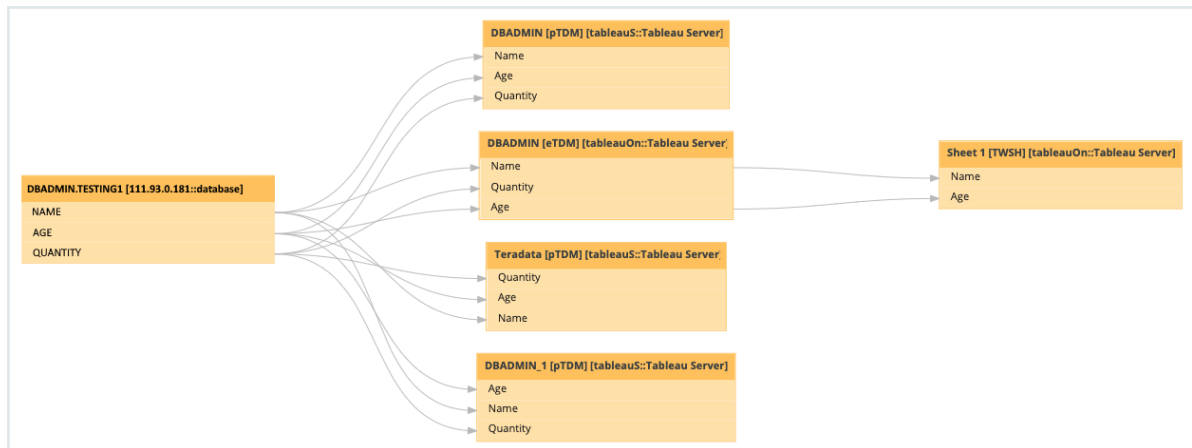 DBADMIN [pTDM] [tableauS::Tableau Server]
Name
Age
Quantity
DBADMIN [eTDM] [tableauOn::Tableau Server]
Name
Quantity
Age
Sheet 1 [TWSH] [tableauOn::Tableau Server]
Name
Age
DBADMIN.TESTING1 [111.93.0.181::database]
NAME
AGE
QUANTITY
Teradata [pTDM] [tableauS::Tableau Server]
Quantity
Age
Name
DBADMIN_1 [pTDM] [tableauS::Tableau Server]
Age
Name
Quantity